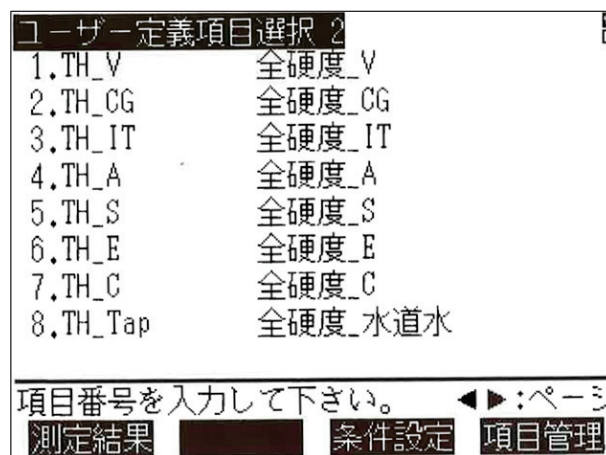 ユーザー定義項目選択 2
1.TH_V 全硬度_V
2.TH_CG 全硬度_CG
3.TH_IT 全硬度_IT
4.TH_A 全硬度_A
5.TH_S 全硬度_S
6.TH_E 全硬度_E
7.TH_C 全硬度_C
8.TH_Tap 全硬度_水道水
項目番号を入力して下さい。 ◀▶:ペー
測定結果 条件設定 項目管理